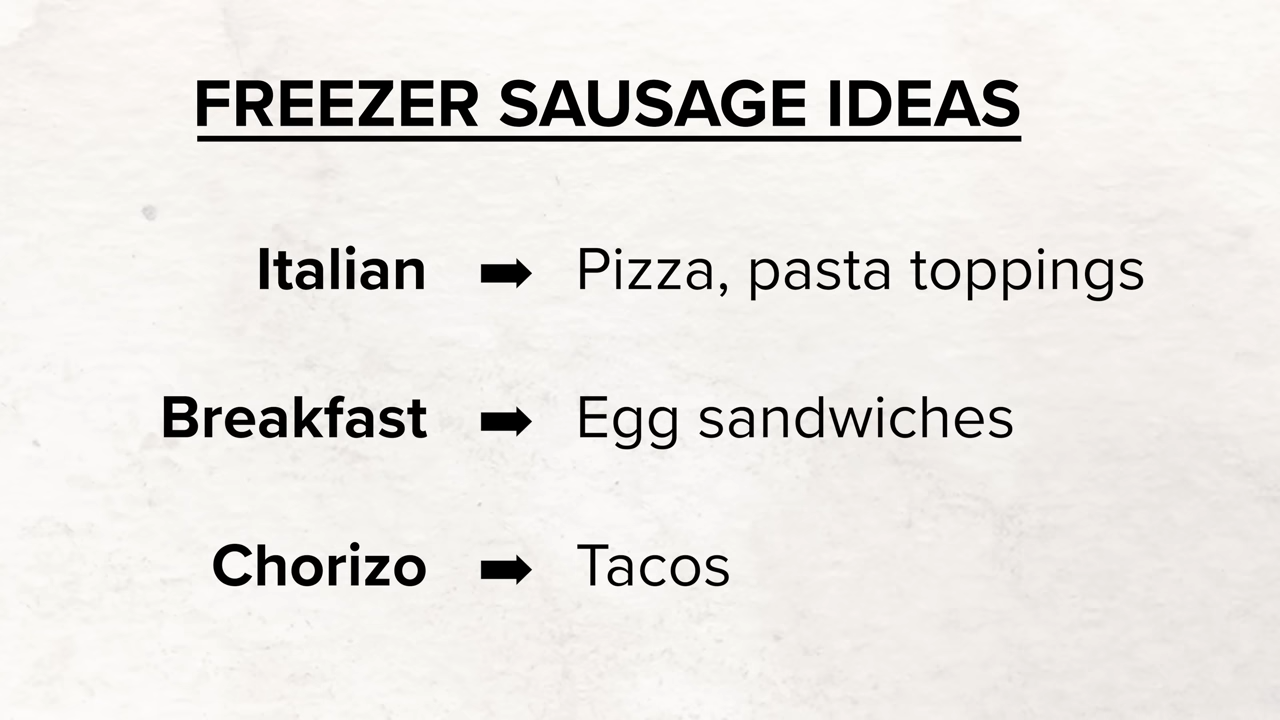 FREEZER SAUSAGE IDEAS
Italian ➡ Pizza, pasta toppings
Breakfast ➡ Egg sandwiches
Chorizo ➡ Tacos